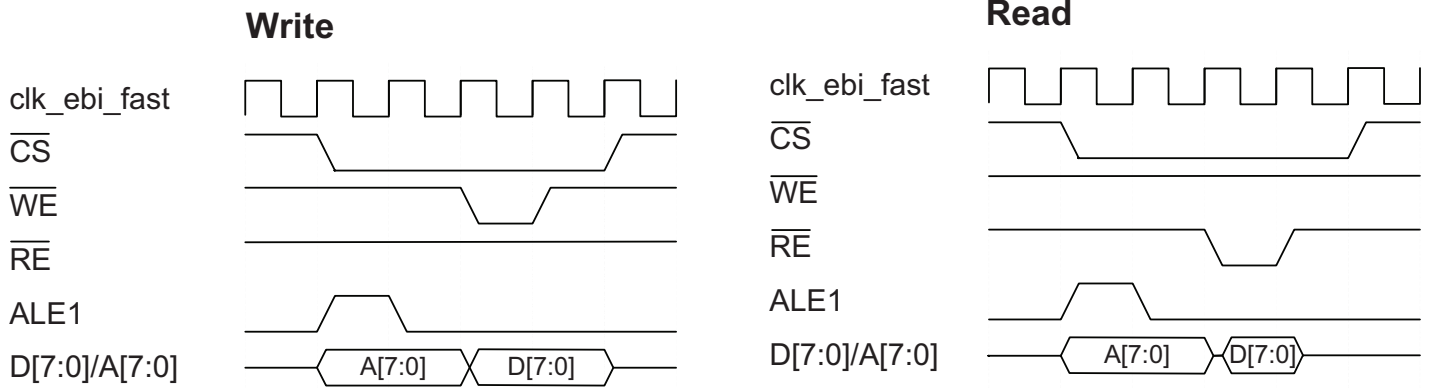 Write
clk_ebi_fast
CS
WE
RE
ALE1
D[7:0]/A[7:0]
A[7:0]
D[7:0]
Read
clk_ebi_fast
CS
WE
RE
ALE1
D[7:0]/A[7:0]
A[7:0]
D[7:0]